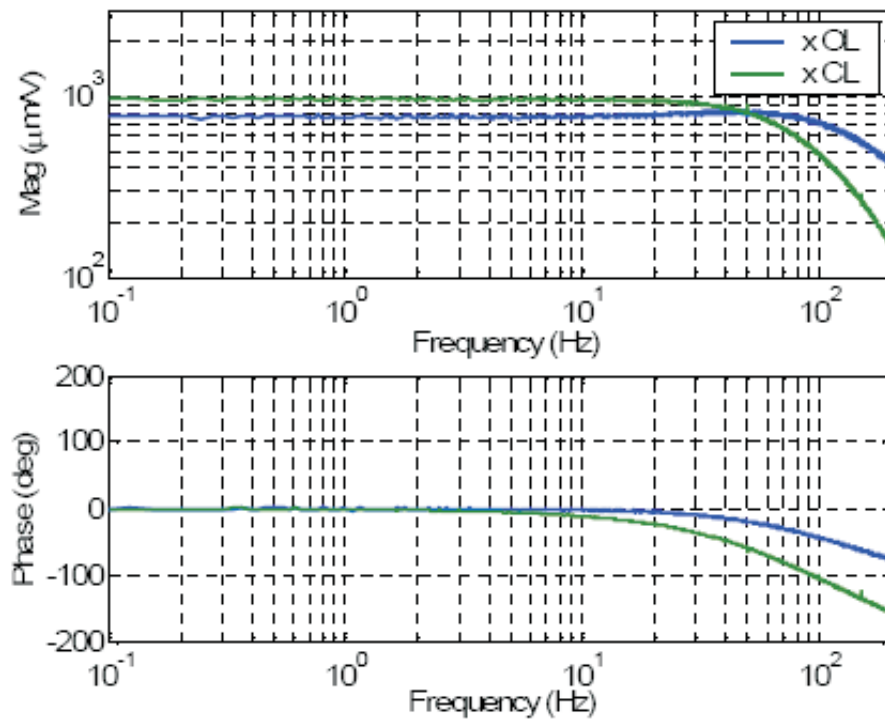 x OL
x CL
10^3
10^2
Mag (μm/V)
10^-1
10^0
10^1
10^2
Frequency (Hz)
200
100
0
-100
-200
Phase (deg)
10^-1
10^0
10^1
10^2
Frequency (Hz)